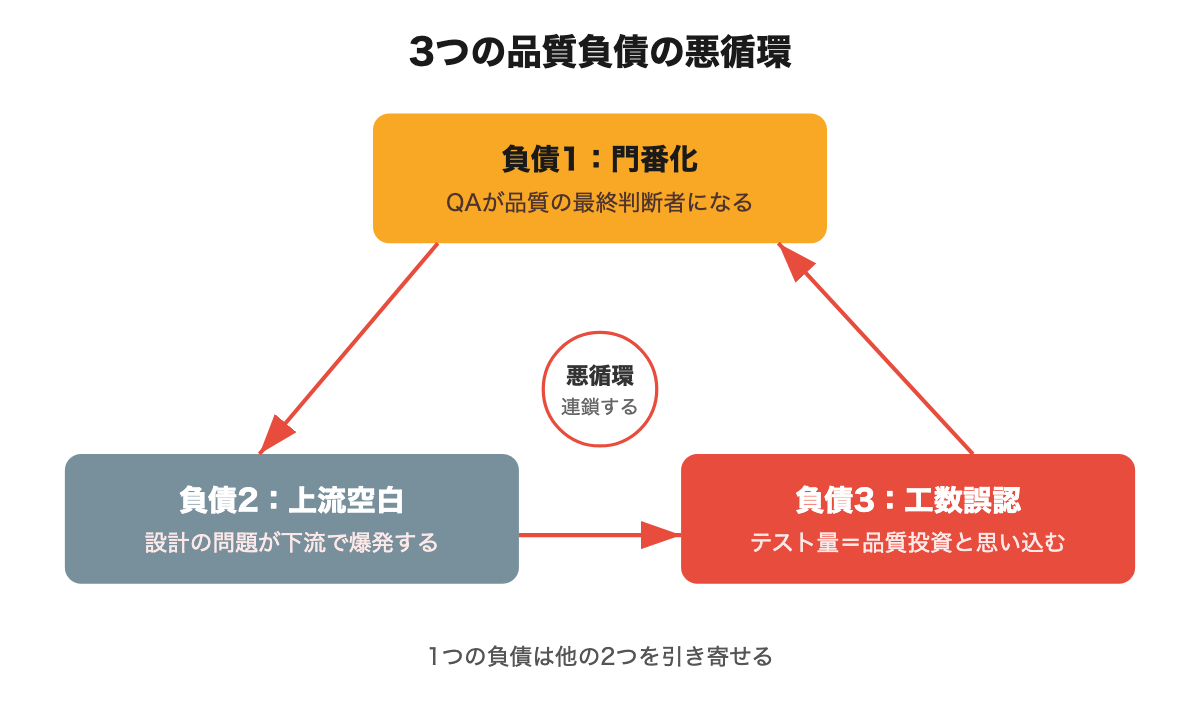 3つの品質負債の悪循環
負債1：門番化
QAが品質の最終判断者になる
悪循環
連鎖する
負債2：上流空白
設計の問題が下流で爆発する
負債3：工数誤認
テスト量＝品質投資と思い込む
1つの負債は他の2つを引き寄せる